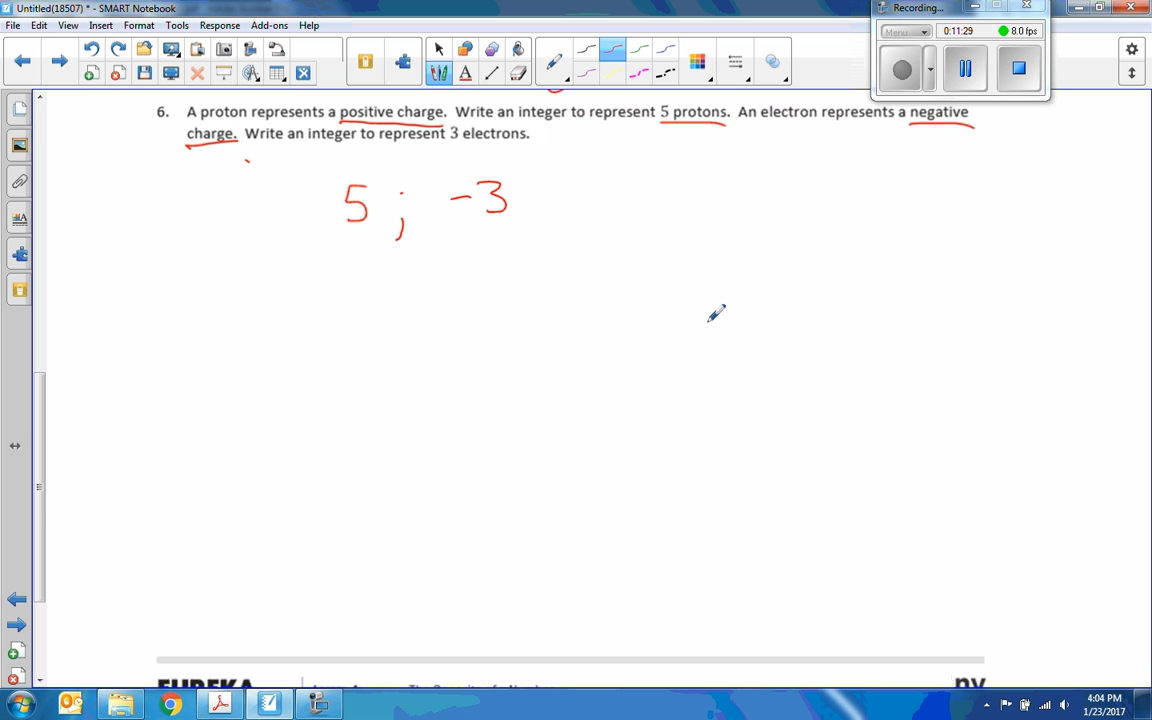 Untitled(18507) * - SMART Notebook
Recording...
File Edit View Insert Format Tools Response Add-ons Help
Menu
0:11:29
8.0 fps
6. A proton represents a positive charge. Write an integer to represent 5 protons. An electron represents a negative
charge. Write an integer to represent 3 electrons.
5 ; -3
EUREKA
4:04 PM
1/23/2017